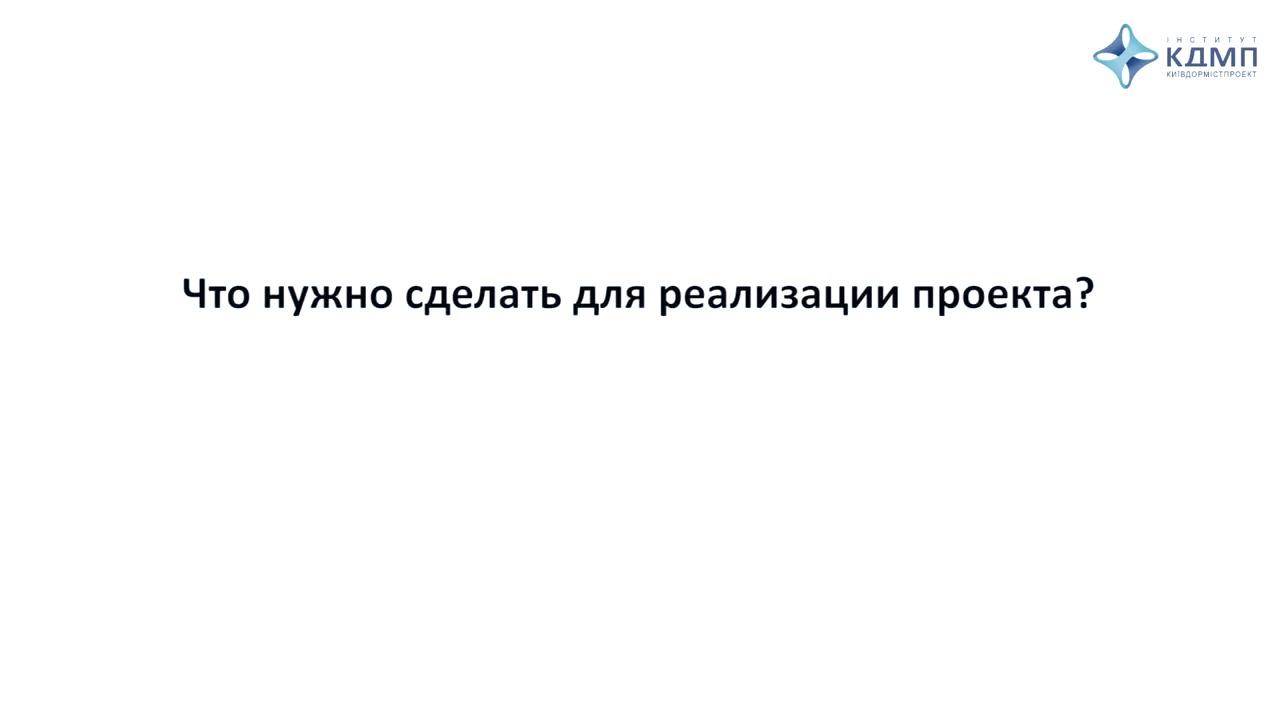 ІНСТИТУТ
КДМП
КИЇВДОРМІСТПРОЕКТ
Что нужно сделать для реализации проекта?